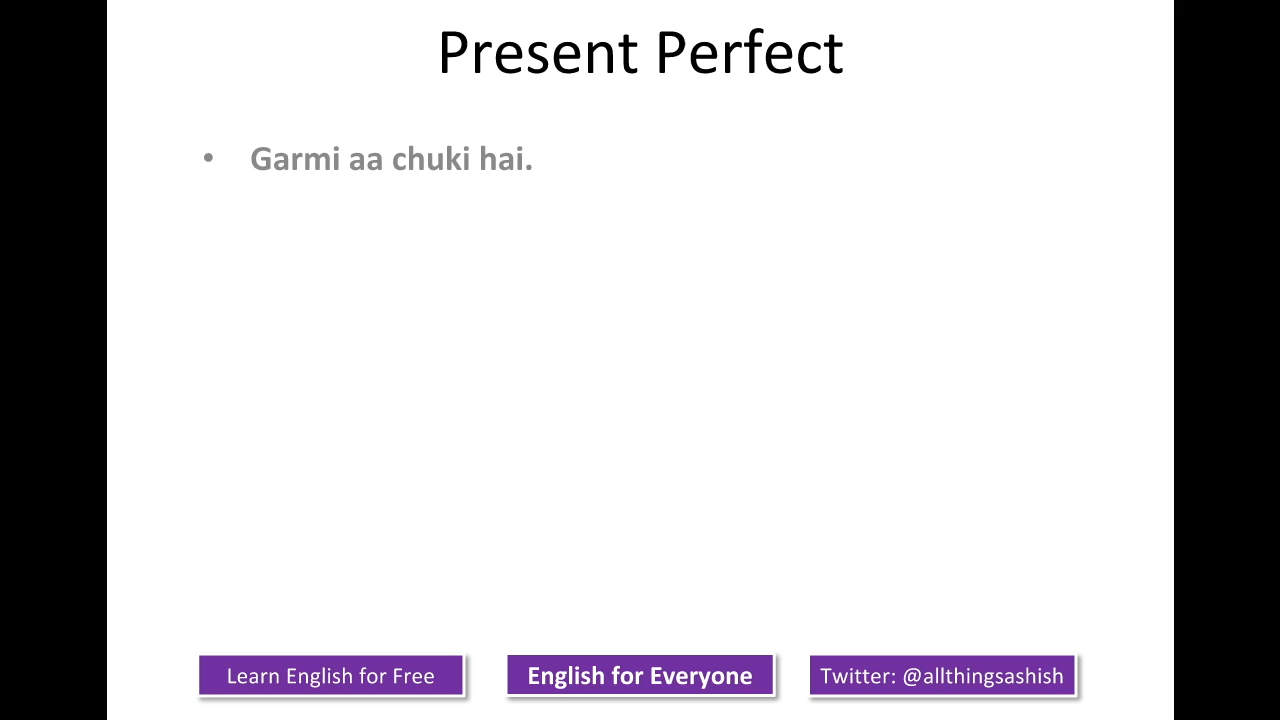 Present Perfect
• Garmi aa chuki hai.
Learn English for Free
English for Everyone
Twitter: @allthingsashish